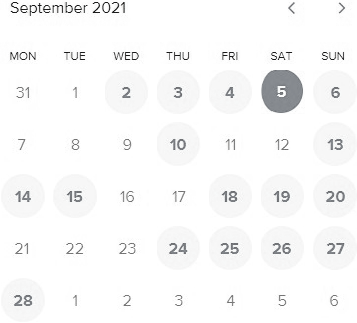 September 2021
MON TUE WED THU FRI SAT SUN
31 1 2 3 4 5 6
7 8 9 10 11 12 13
14 15 16 17 18 19 20
21 22 23 24 25 26 27
28 1 2 3 4 5 6